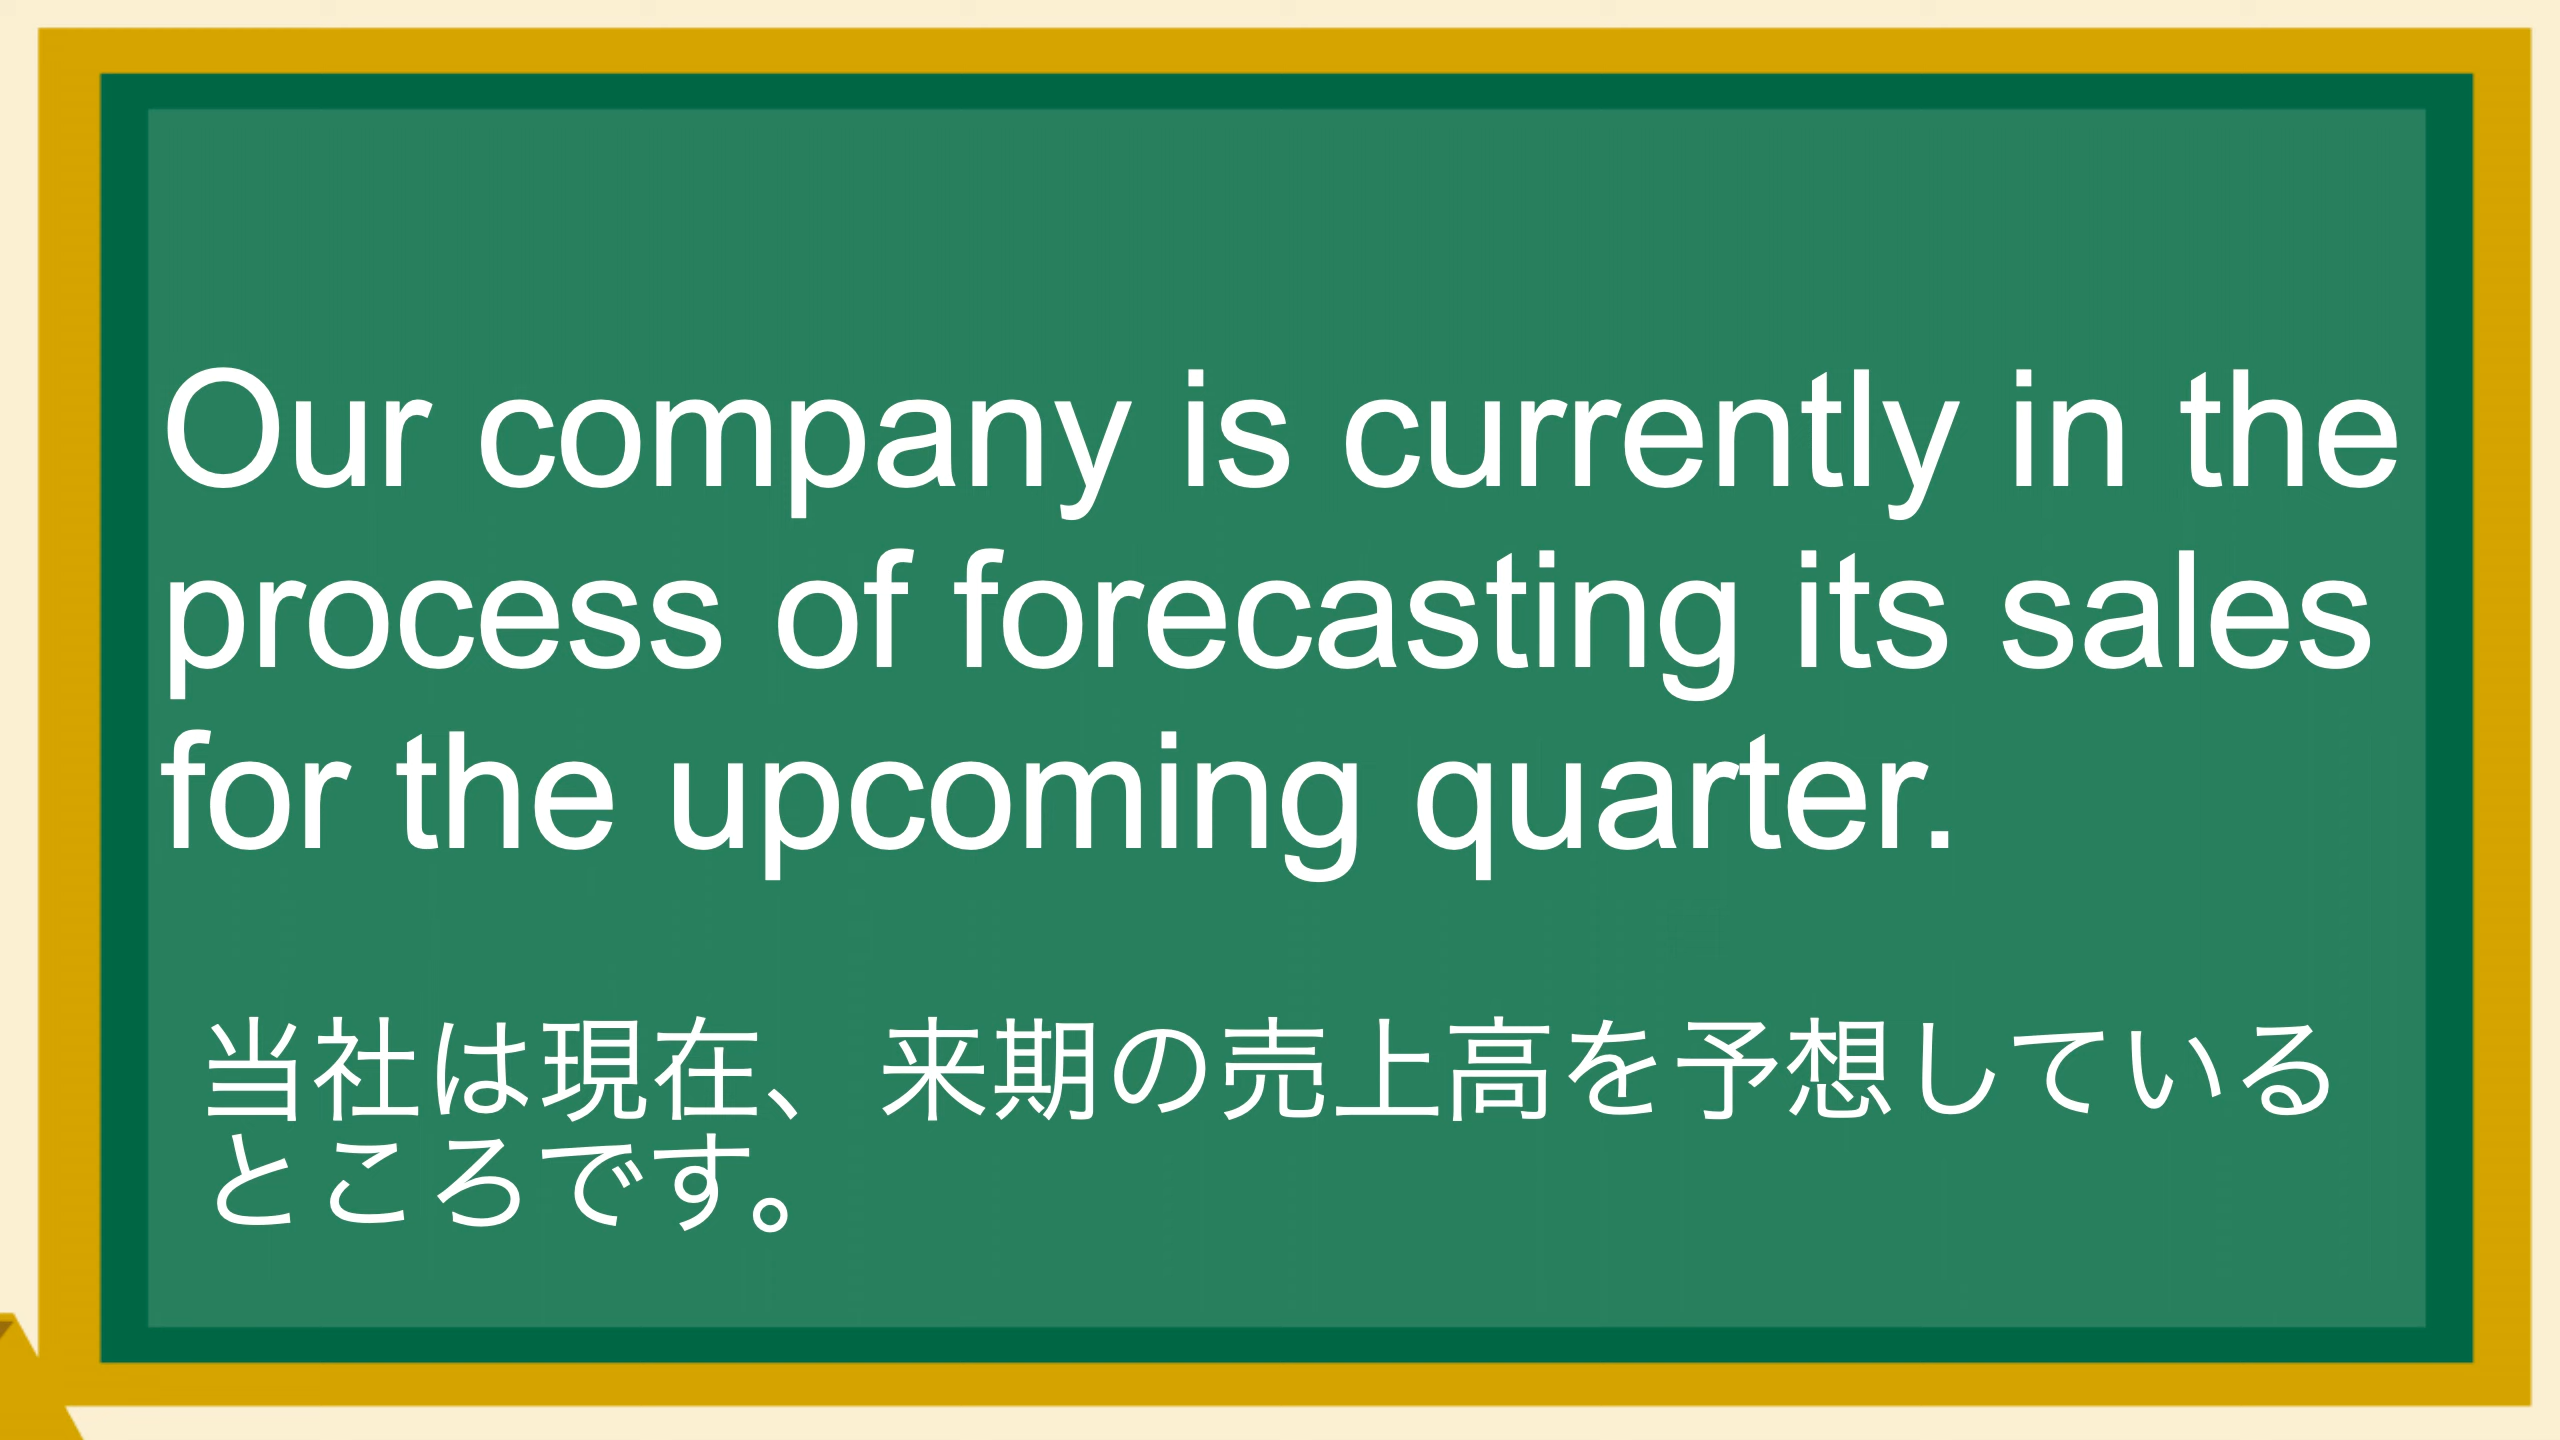 Our company is currently in the
process of forecasting its sales
for the upcoming quarter.
当社は現在、来期の売上高を予想している
ところです。